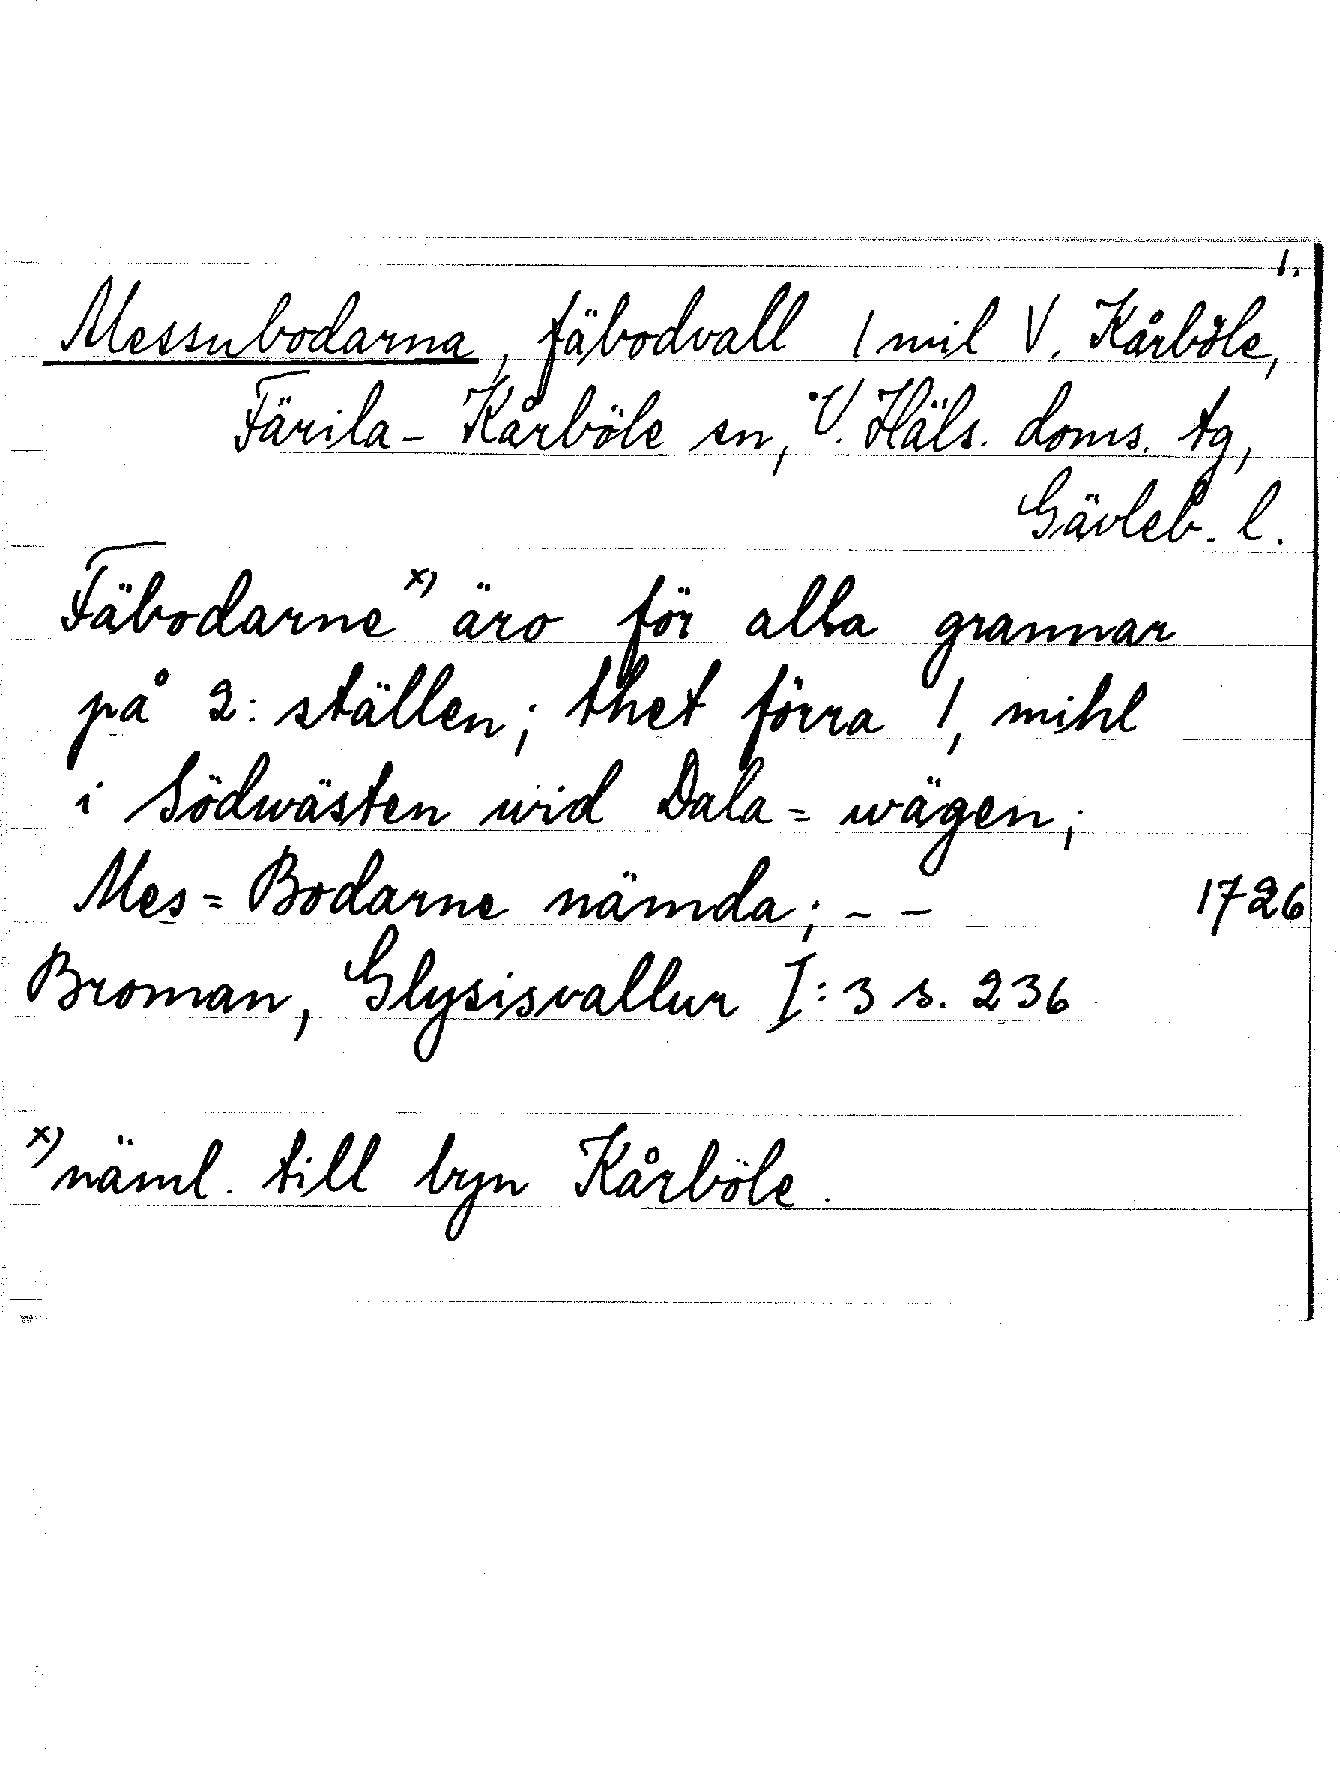 1.
Messubodarna, fäbodvall 1 mil V. Kårböle,
Färila - Kårböle sn, V. Häls. doms. tg,
Gävleb. l.
Fäbodarne x) äro för alla grannar
på 2: ställen; thet förra 1, mihl
i Södwästen wid Dala = wägen;
Mes = Bodarne nämda; - - 1726
Broman, Glysisvallur I: 3 s. 236
x) näml. till byn Kårböle.